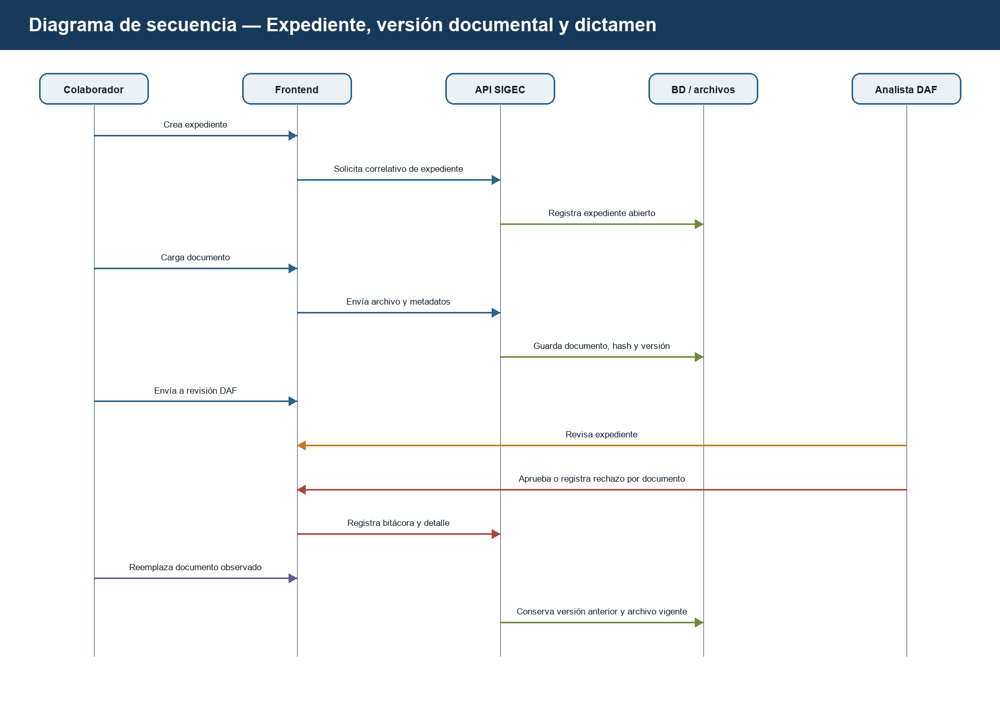 Diagrama de secuencia — Expediente, versión documental y dictamen
Colaborador
Frontend
API SIGEC
BD / archivos
Analista DAF
Crea expediente
Solicita correlativo de expediente
Registra expediente abierto
Carga documento
Envía archivo y metadatos
Guarda documento, hash y versión
Envía a revisión DAF
Revisa expediente
Aprueba o registra rechazo por documento
Registra bitácora y detalle
Reemplaza documento observado
Conserva versión anterior y archivo vigente